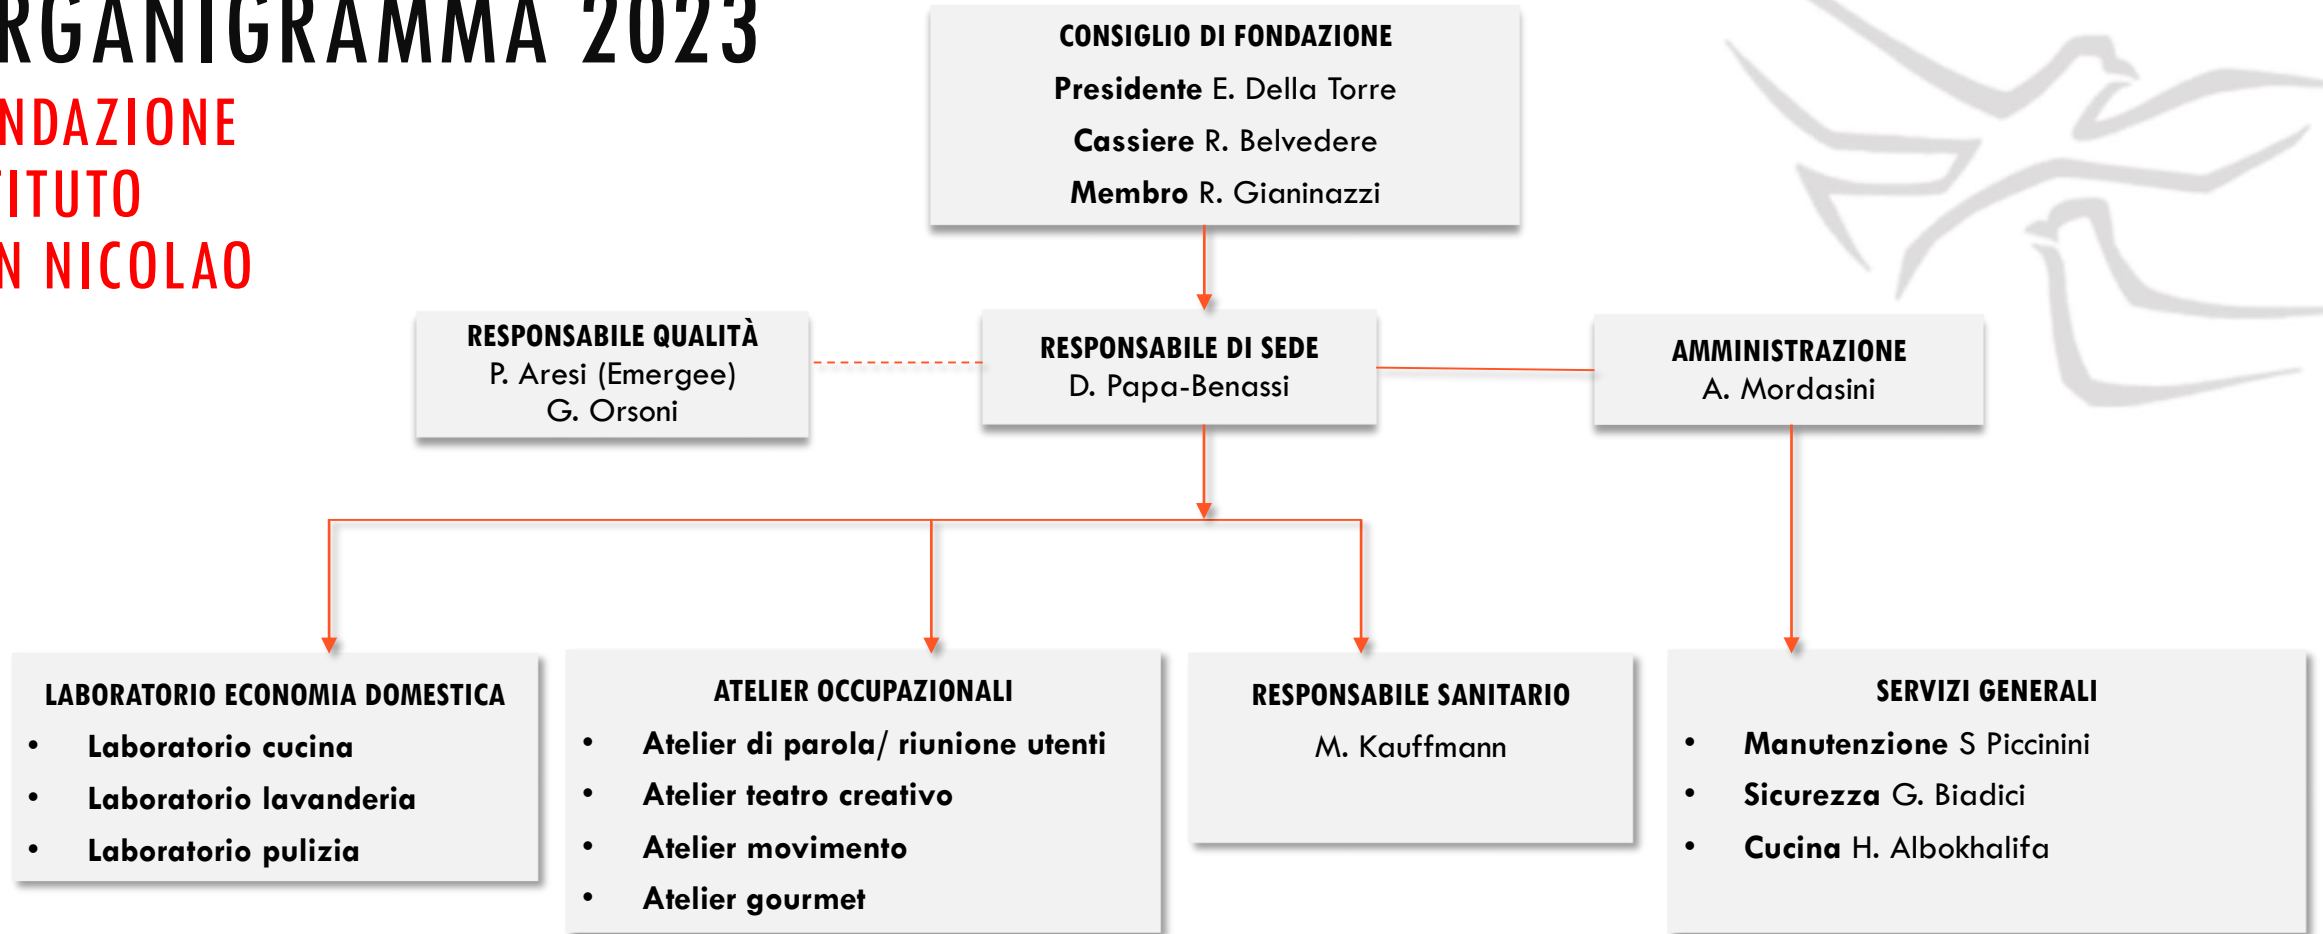 RGANIGRAMMA 2023
NDAZIONE
TITUTO
N NICOLAO
CONSIGLIO DI FONDAZIONE
Presidente E. Della Torre
Cassiere R. Belvedere
Membro R. Gianinazzi
RESPONSABILE QUALITÀ
P. Aresi (Emergee)
G. Orsoni
RESPONSABILE DI SEDE
D. Papa-Benassi
AMMINISTRAZIONE
A. Mordasini
LABORATORIO ECONOMIA DOMESTICA
• Laboratorio cucina
• Laboratorio lavanderia
• Laboratorio pulizia
ATELIER OCCUPAZIONALI
• Atelier di parola/ riunione utenti
• Atelier teatro creativo
• Atelier movimento
• Atelier gourmet
RESPONSABILE SANITARIO
M. Kauffmann
SERVIZI GENERALI
• Manutenzione S Piccinini
• Sicurezza G. Biadici
• Cucina H. Albokhalifa